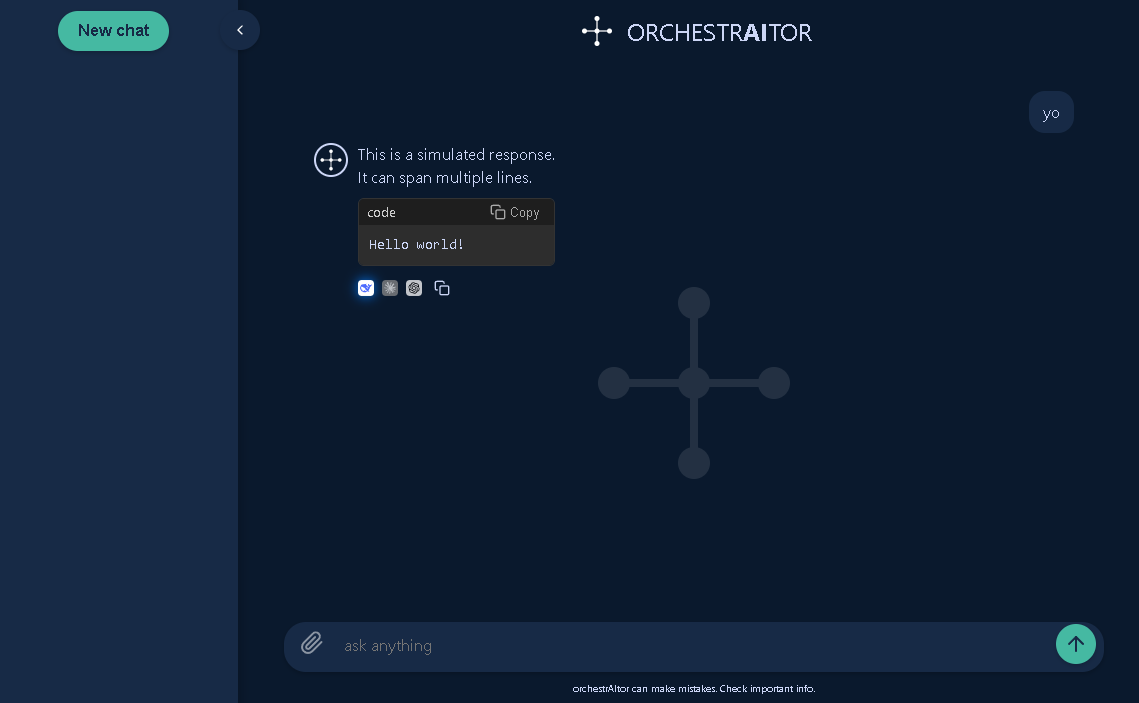 New chat
ORCHESTRAITOR
yo
This is a simulated response.
It can span multiple lines.
code
Copy
Hello world!
ask anything
orchestrAItor can make mistakes. Check important info.